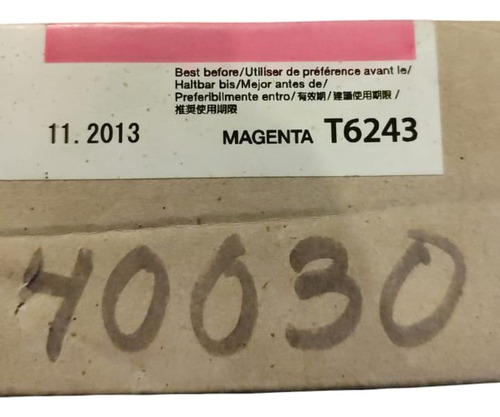 Best before/Utiliser de préférence avant le/
Haltbar bis/Mejor antes de/
Preferibilmente entro/有效期/建議使用期限/
推奨使用期限
11.2013 MAGENTA T6243
40030